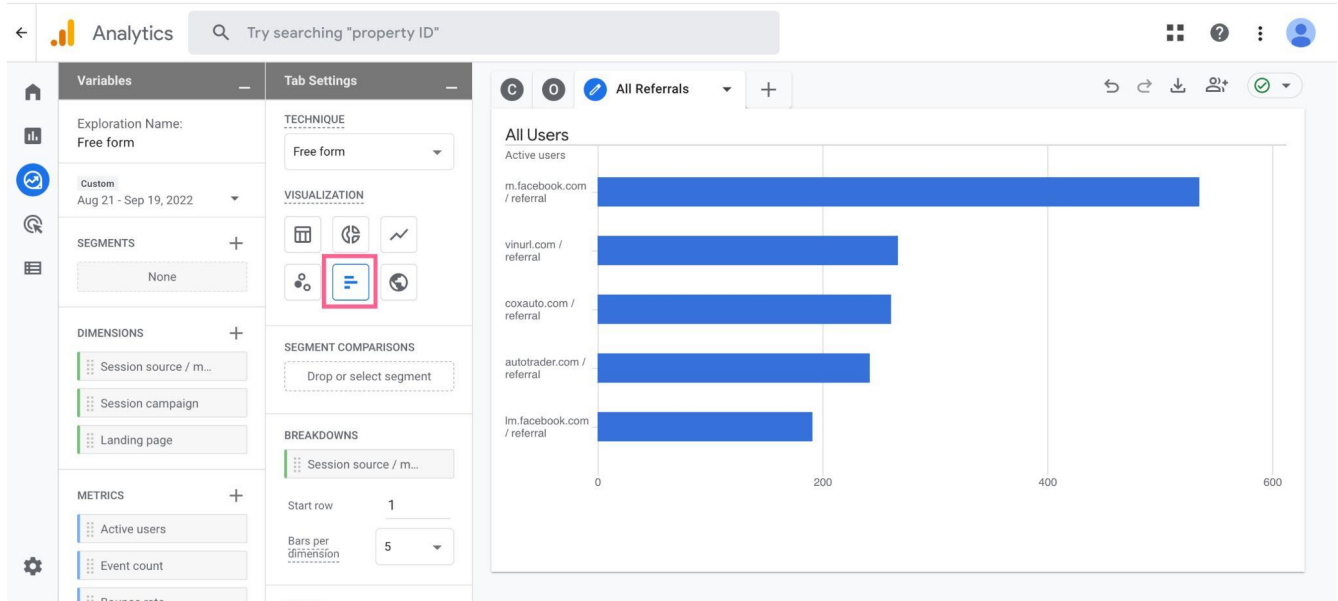 Analytics
Try searching "property ID"
Variables
Exploration Name:
Free form
Custom
Aug 21 - Sep 19, 2022
SEGMENTS
None
DIMENSIONS
Session source / m...
Session campaign
Landing page
METRICS
Active users
Event count
Tab Settings
TECHNIQUE
Free form
VISUALIZATION
SEGMENT COMPARISONS
Drop or select segment
BREAKDOWNS
Session source / m...
Start row 1
Bars per
dimension
5
C O All Referrals
All Users
Active users
m.facebook.com
/ referral
vinurl.com /
referral
coxauto.com /
referral
autotrader.com /
referral
lm.facebook.com
/ referral
0 200 400 600